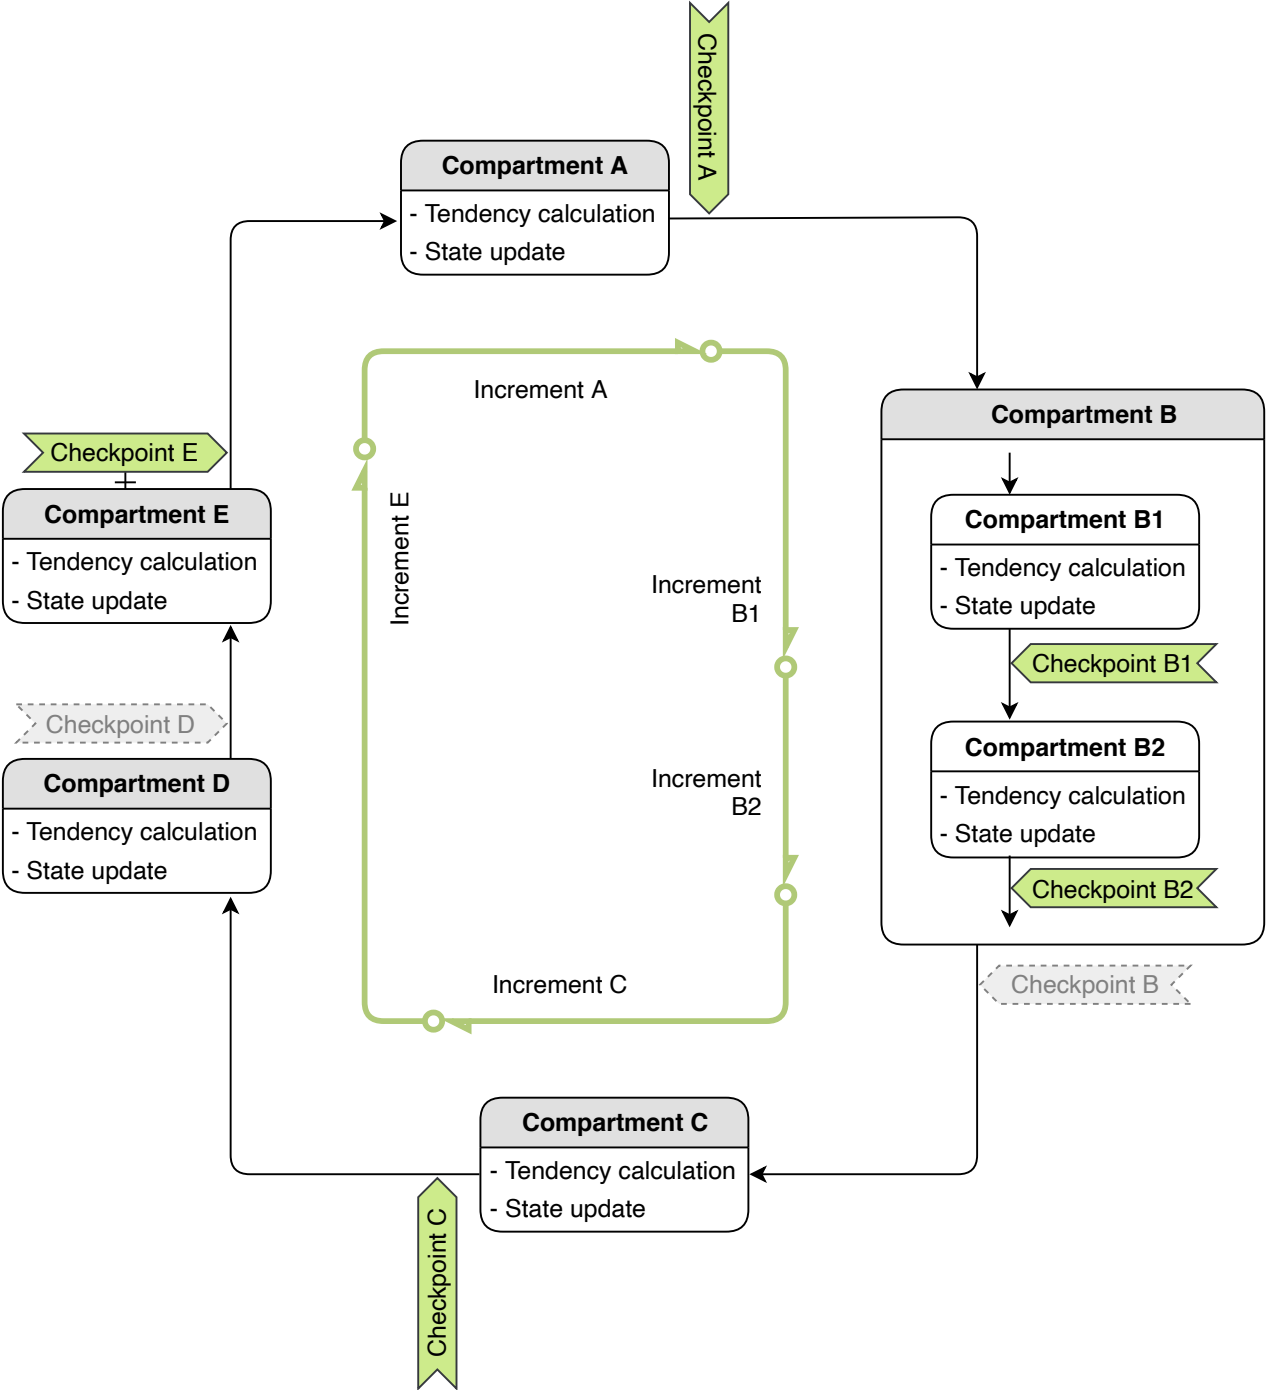 Checkpoint A
Compartment A
- Tendency calculation
- State update
Increment A
Compartment B
Compartment B1
- Tendency calculation
- State update
Checkpoint B1
Compartment B2
- Tendency calculation
- State update
Checkpoint B2
Checkpoint B
Increment
B1
Increment
B2
Increment C
Compartment C
- Tendency calculation
- State update
Checkpoint C
Compartment D
- Tendency calculation
- State update
Checkpoint D
Compartment E
- Tendency calculation
- State update
Checkpoint E
Increment E